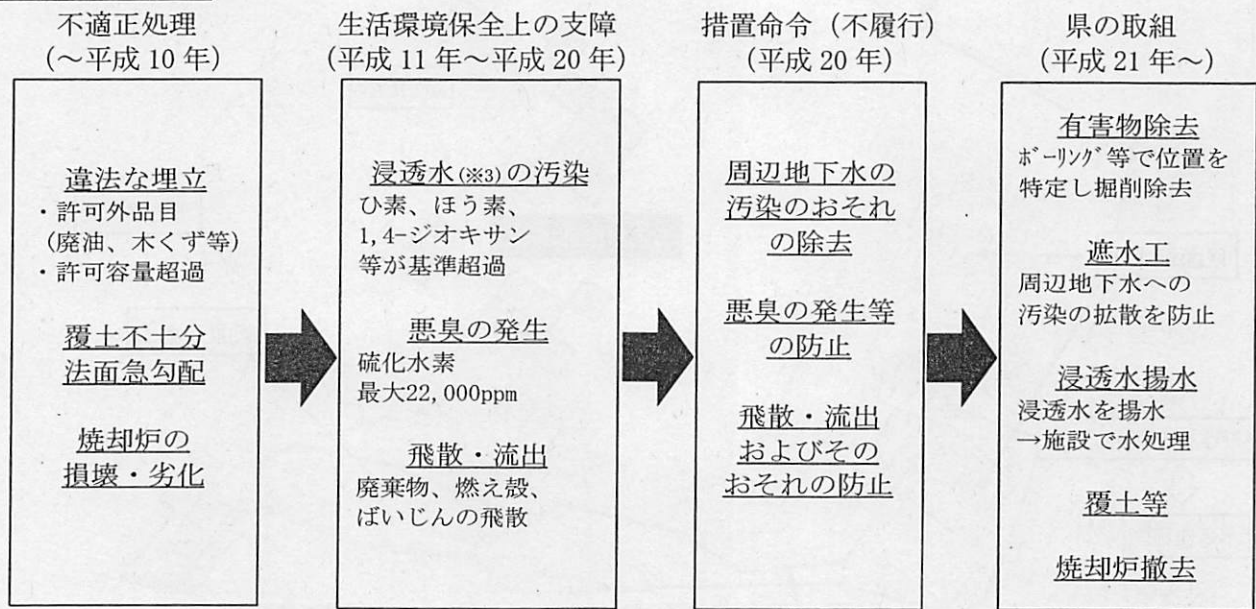 不適正処理
(～平成 10 年)
違法な埋立
・許可外品目
(廃油、木くず等)
・許可容量超過
覆土不十分
法面急勾配
焼却炉の
損壊・劣化
生活環境保全上の支障
(平成 11 年～平成 20 年)
浸透水(※3)の汚染
ひ素、ほう素、
1,4-ジオキサン
等が基準超過
悪臭の発生
硫化水素
最大22,000ppm
飛散・流出
廃棄物、燃え殻、
ばいじんの飛散
措置命令（不履行）
(平成 20 年)
周辺地下水の
汚染のおそれ
の除去
悪臭の発生等
の防止
飛散・流出
およびその
おそれの防止
県の取組
(平成 21 年～)
有害物除去
ﾎﾞｰﾘﾝｸﾞ等で位置を
特定し掘削除去
遮水工
周辺地下水への
汚染の拡散を防止
浸透水揚水
浸透水を揚水
→施設で水処理
覆土等
焼却炉撤去